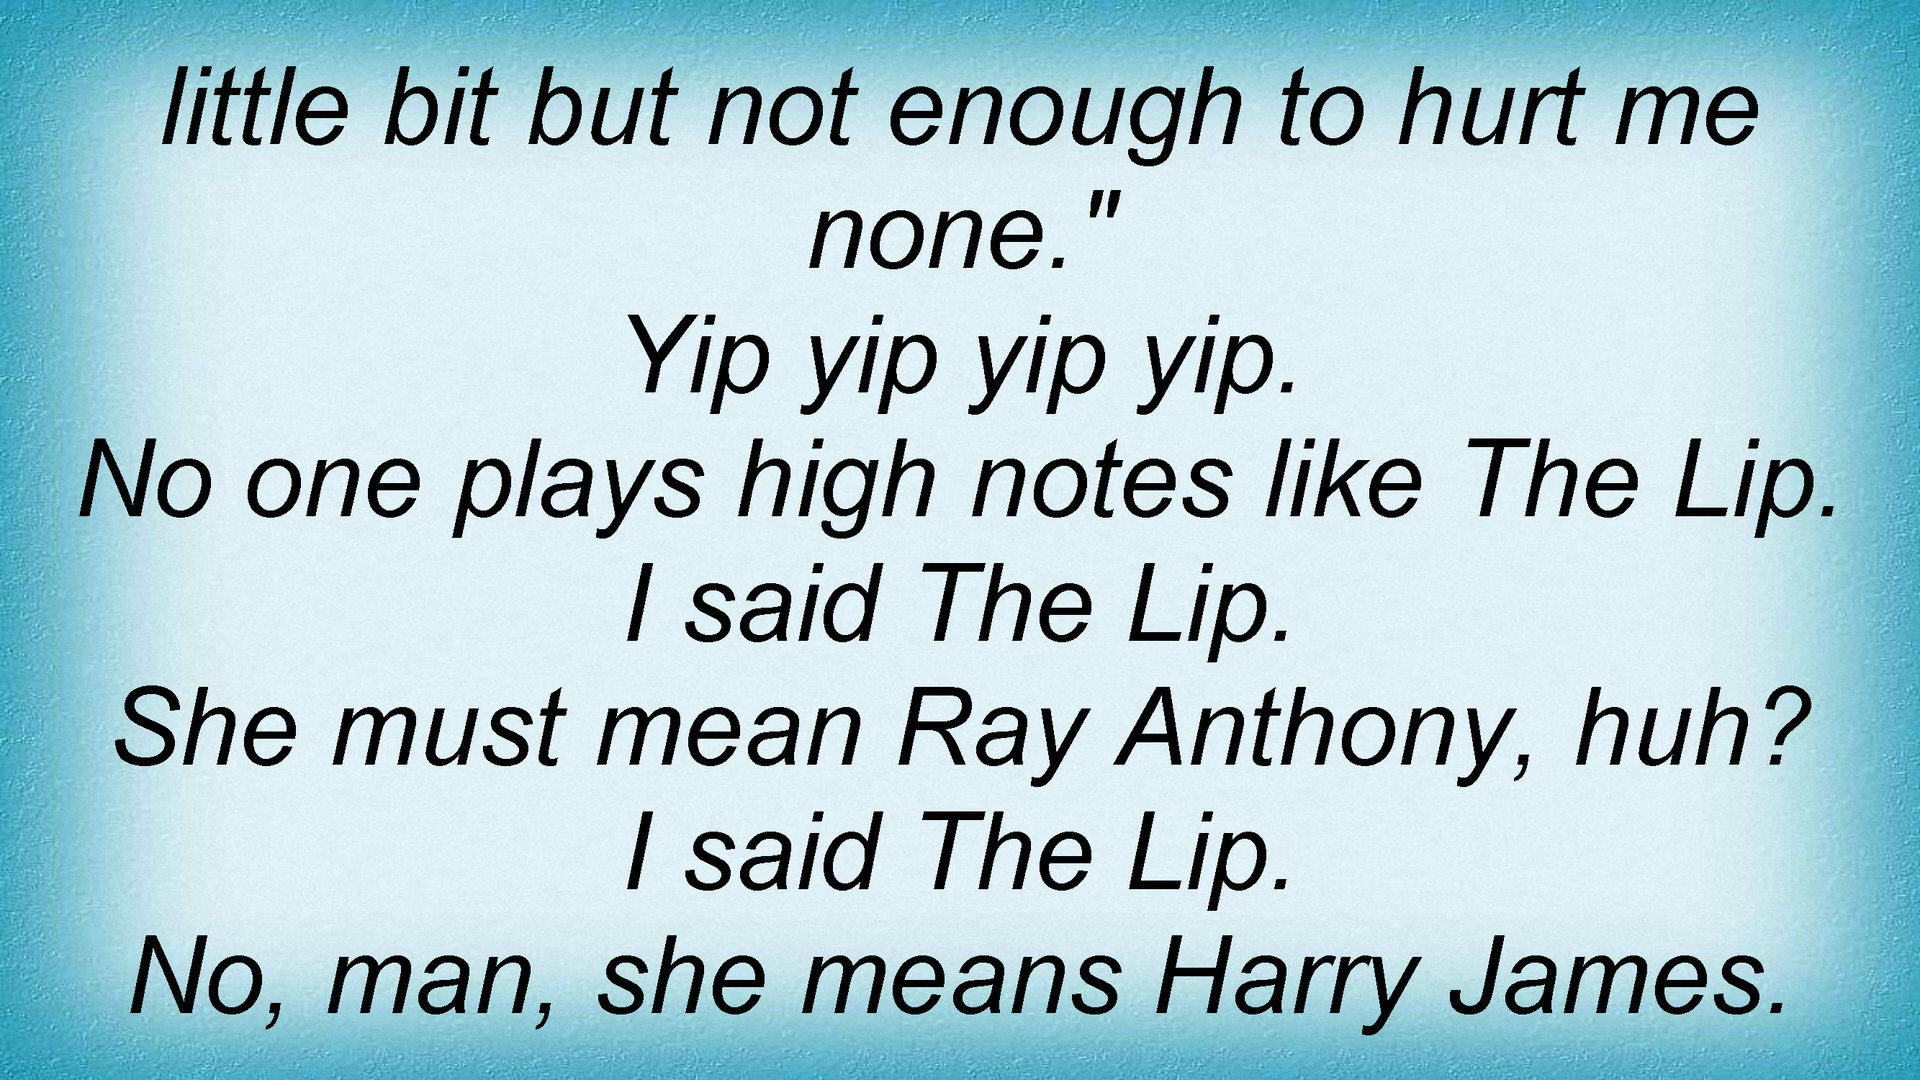 little bit but not enough to hurt me
none."
Yip yip yip yip.
No one plays high notes like The Lip.
I said The Lip.
She must mean Ray Anthony, huh?
I said The Lip.
No, man, she means Harry James.